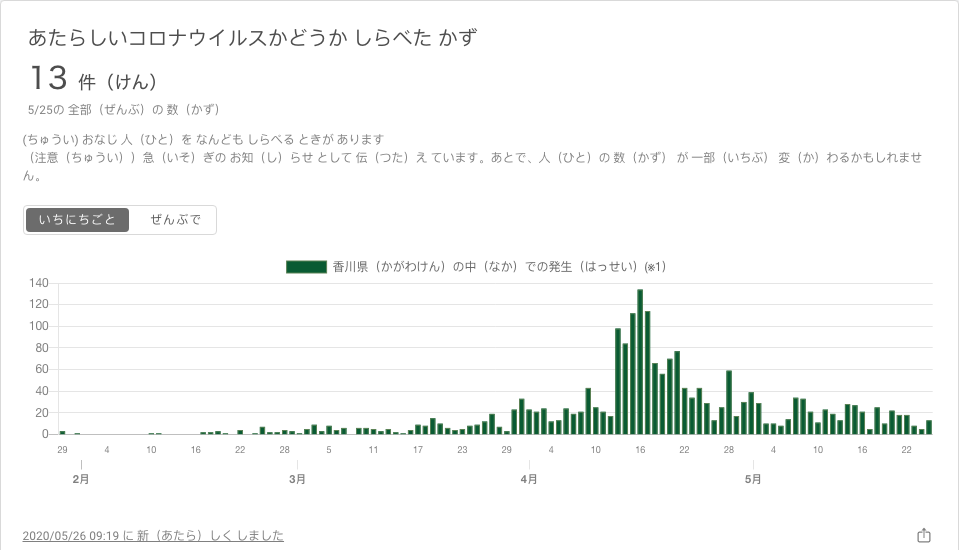 あたらしいコロナウイルスかどうか しらべた かず
13 件（けん）
5/25の 全部（ぜんぶ）の 数（かず）
(ちゅうい) おなじ 人（ひと）を なんども しらべる ときが あります
（注意（ちゅうい））急（いそ）ぎの お知（し）らせ として 伝（つた）え ています。あとで、人（ひと）の 数（かず） が 一部（いちぶ） 変（か）わるかもしれませ
ん。
いちにちごと ぜんぶで
香川県（かがわけん）の中（なか）での発生（はっせい）(※1)
140
120
100
80
60
40
20
0
29 4 10 16 22 28 5 11 17 23 29 4 10 16 22 28 4 10 16 22
2月 3月 4月 5月
2020/05/26 09:19 に 新（あたら）しく しました